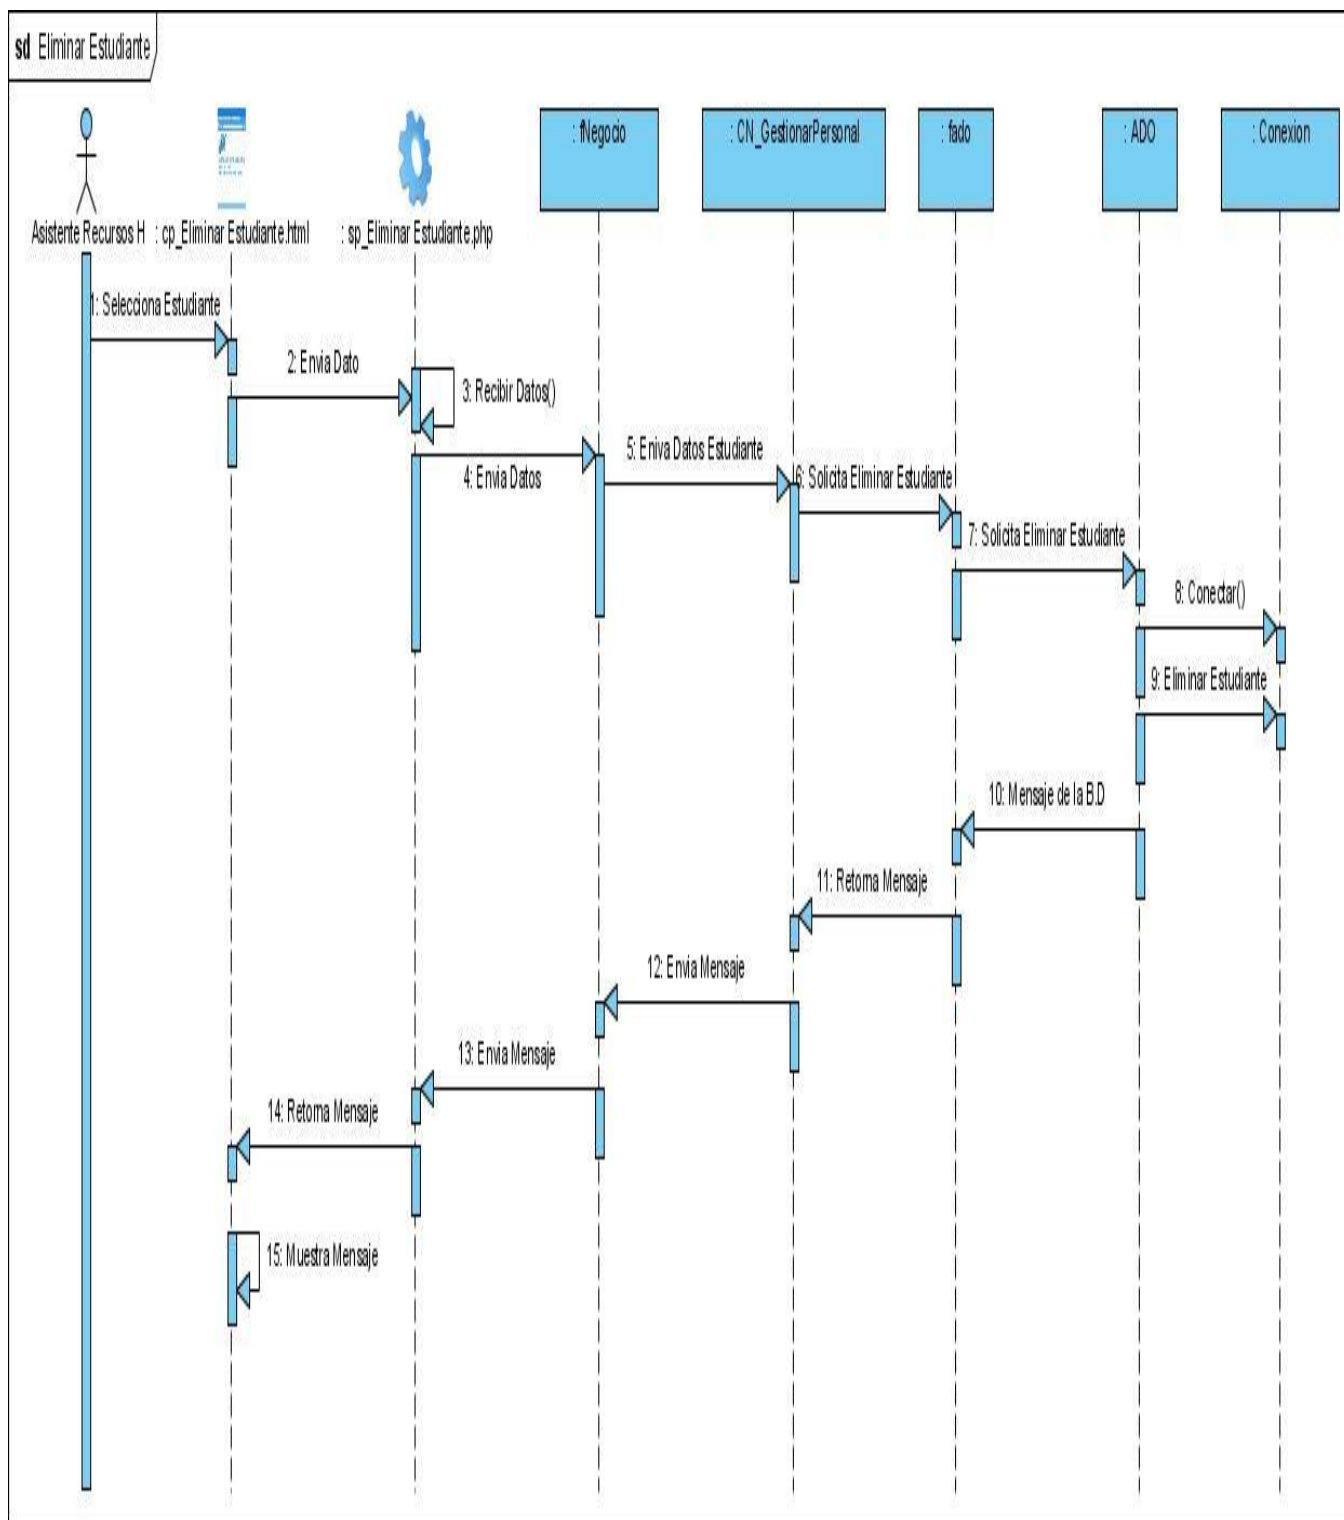 sd Eliminar Estudiante
: fNegocio
: CN_GestionarPersonal
: fado
: ADO
: Conexion
Asistente Recursos H
: cp_Eliminar Estudiante.html
: sp_Eliminar Estudiante.php
1: Selecciona Estudiante
2: Envia Dato
3: Recibir Datos()
4: Envia Datos
5: Eniva Datos Estudiante
6: Solicita Eliminar Estudiante
7: Solicita Eliminar Estudiante
8: Conectar()
9: Eliminar Estudiante
10: Mensaje de la B.D
11: Retorna Mensaje
12: Envia Mensaje
13: Envia Mensaje
14: Retorna Mensaje
15: Muestra Mensaje